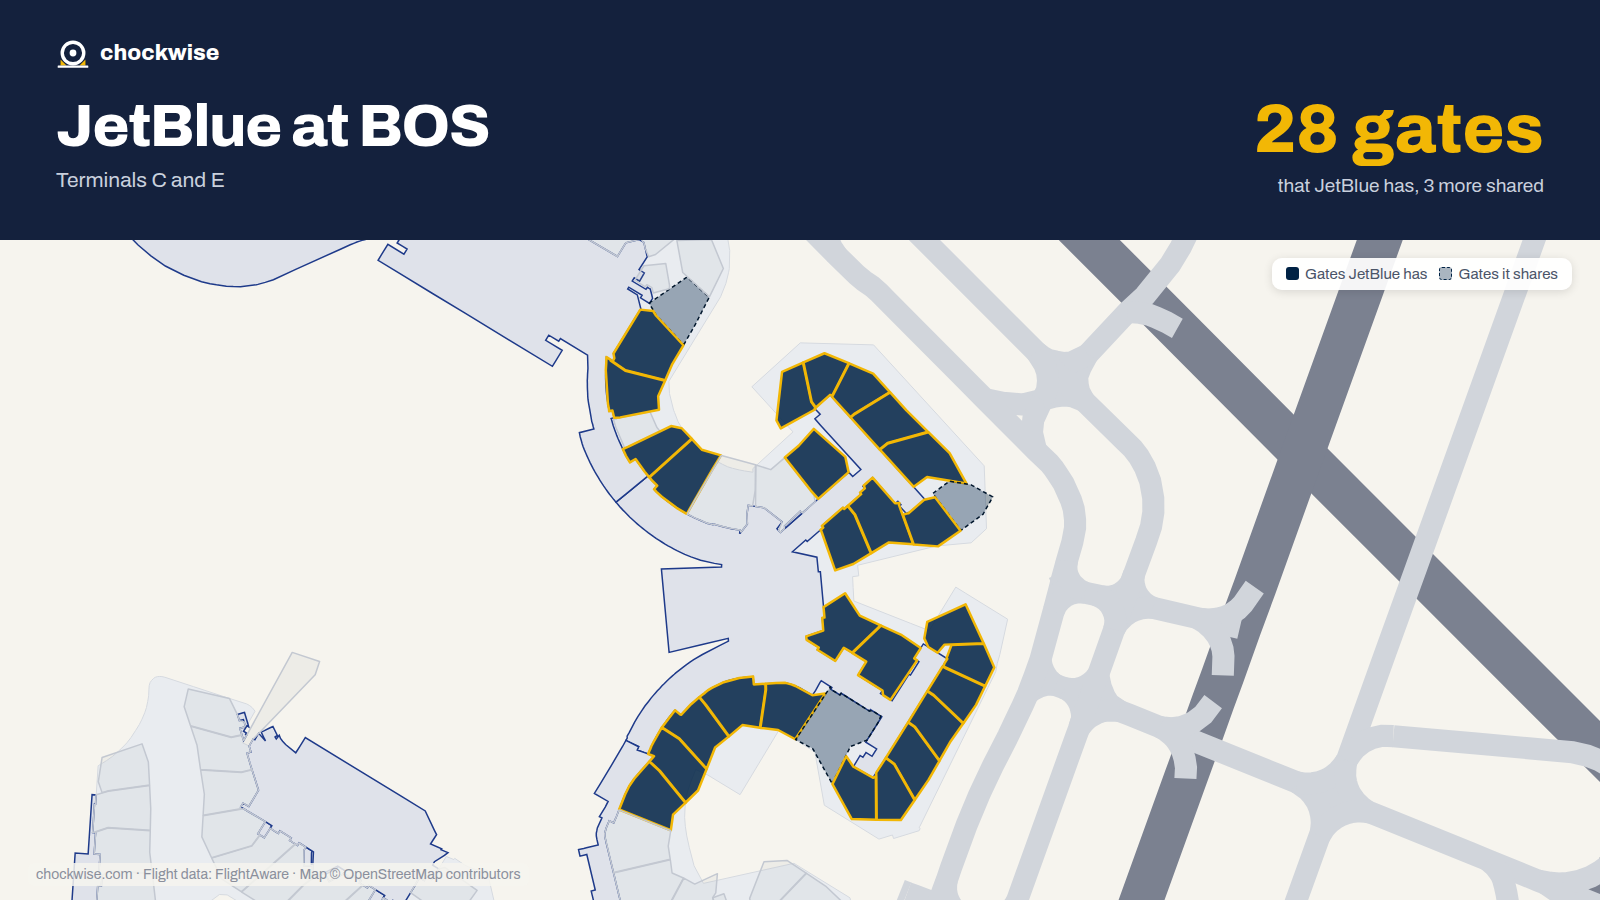 chockwise
JetBlue at BOS
Terminals C and E
28 gates
that JetBlue has, 3 more shared
Gates JetBlue has
Gates it shares
chockwise.com · Flight data: FlightAware · Map © OpenStreetMap contributors